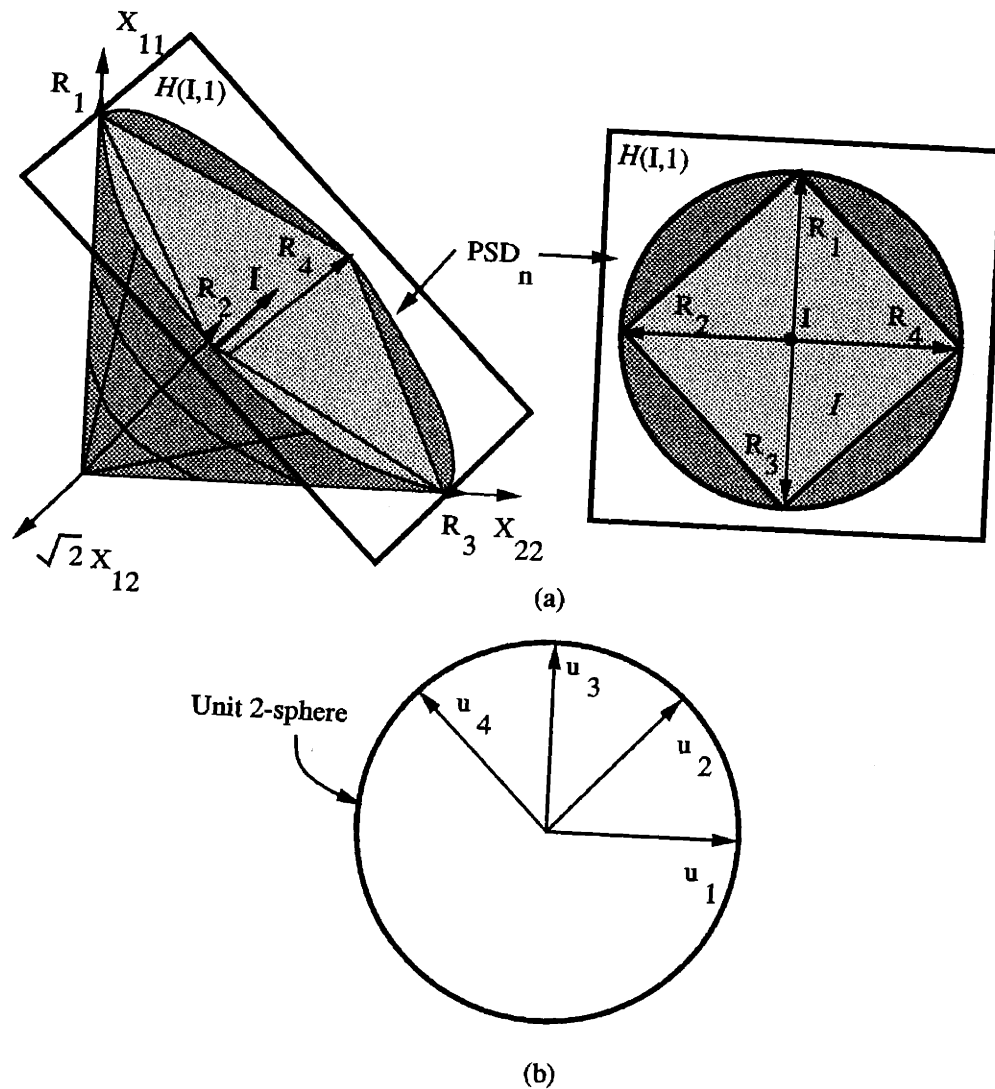 X₁₁
R₁
H(I,1)
R₄
I
R₂
PSDₙ
√2 X₁₂
R₃ X₂₂
H(I,1)
R₁
R₂
I
R₄
I
R₃
(a)
Unit 2-sphere
u₄
u₃
u₂
u₁
(b)